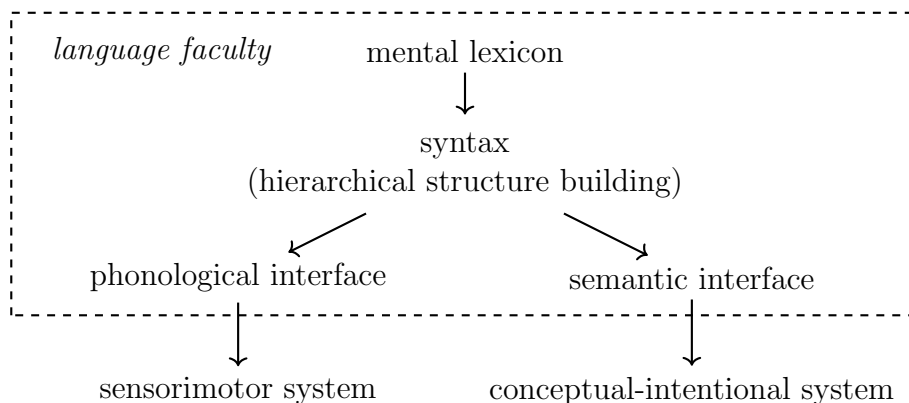 language faculty
mental lexicon
syntax
(hierarchical structure building)
phonological interface
semantic interface
sensorimotor system
conceptual-intentional system